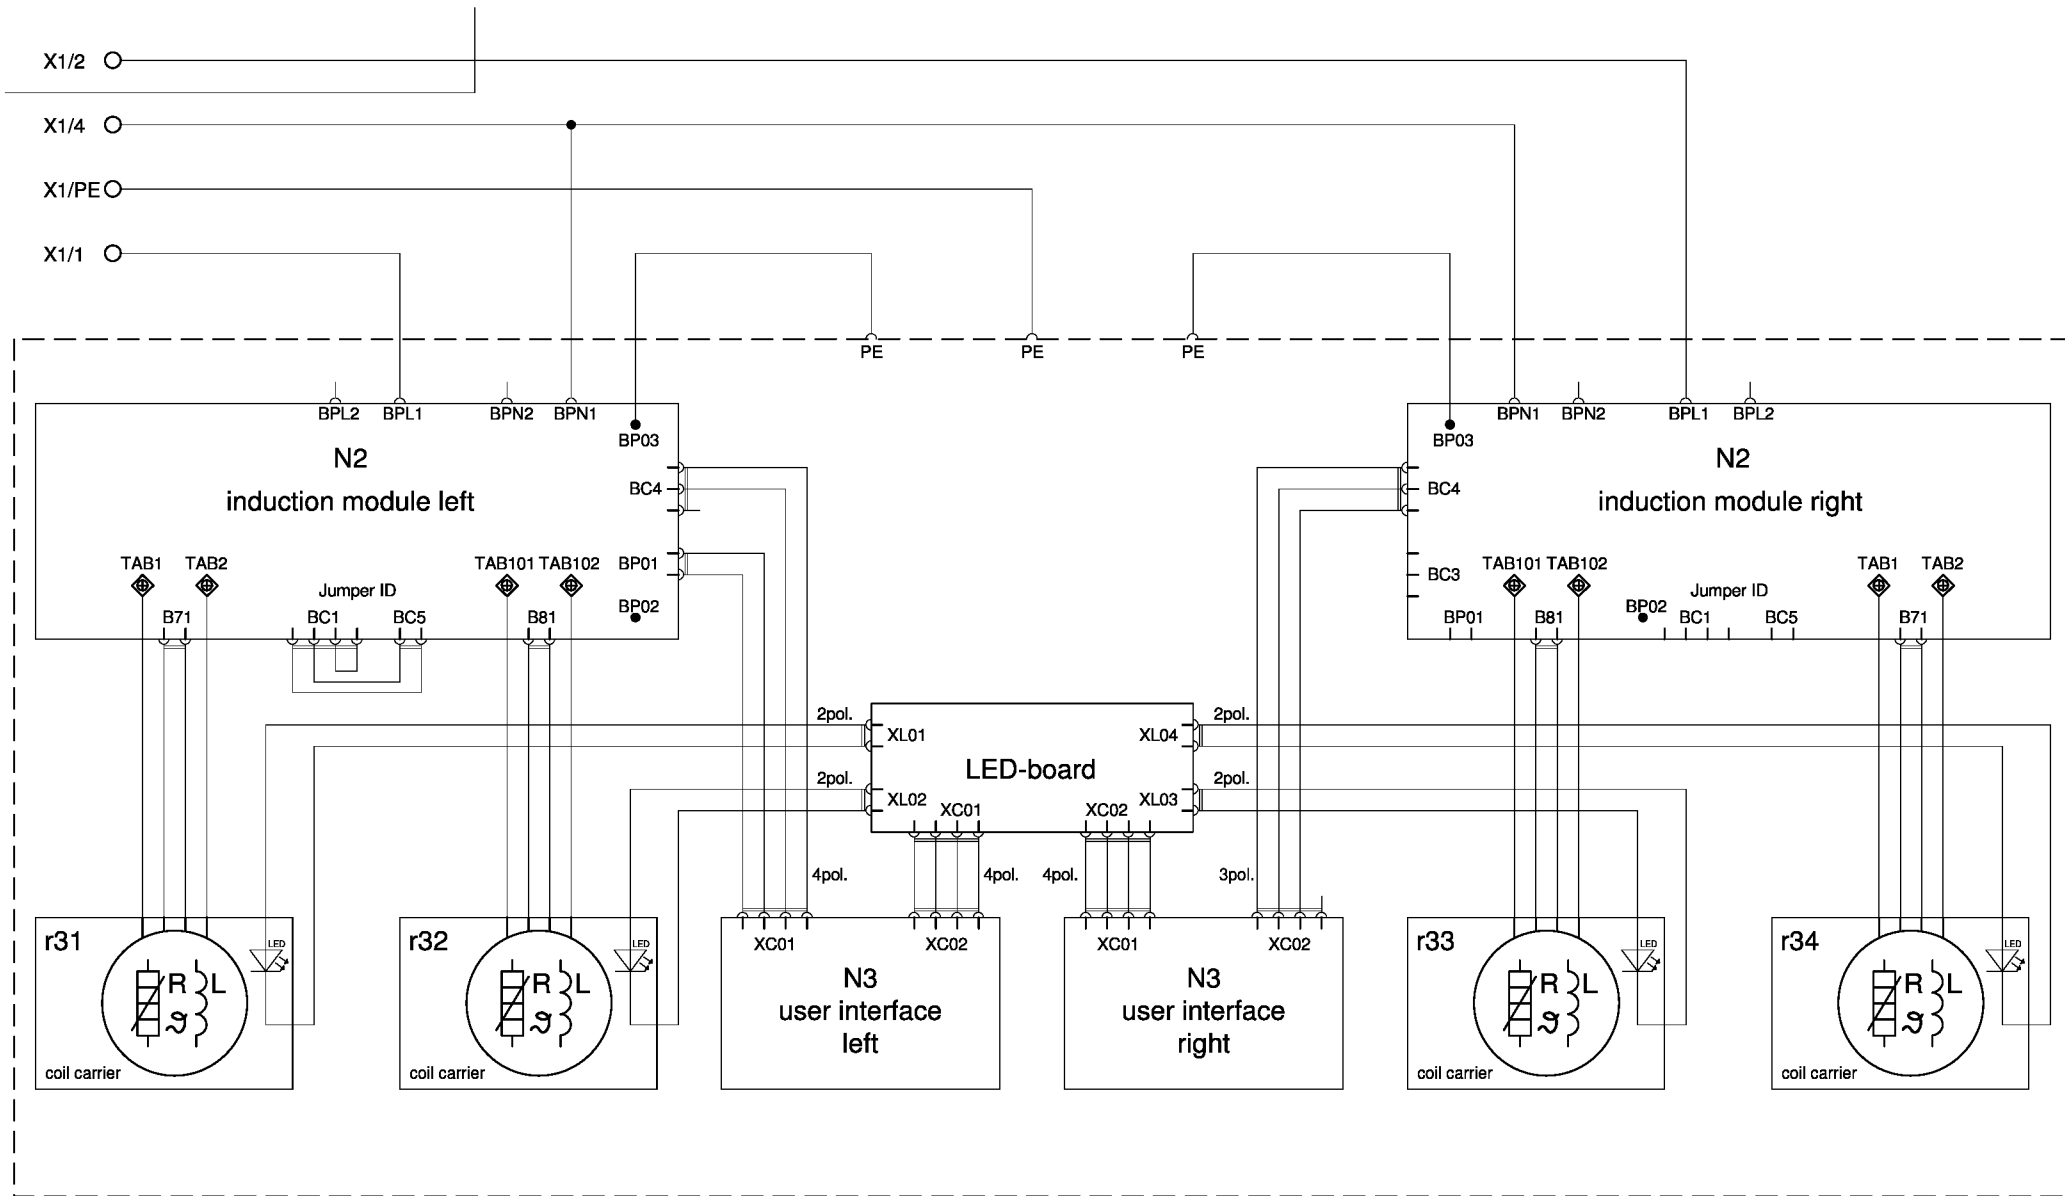 X1/2
X1/4
X1/PE
X1/1
PE PE PE
BPL2 BPL1 BPN2 BPN1
BPN1 BPN2 BPL1 BPL2
BP03
BP03
N2
N2
induction module left
induction module right
BC4
BC4
TAB1 TAB2
TAB101 TAB102
BP01
TAB101 TAB102
TAB1 TAB2
BC3
Jumper ID
Jumper ID
BP02
BP02
B71
BC1
BC5
B81
BP01
B81
BC1
BC5
B71
2pol.
2pol.
XL01
XL04
LED-board
2pol.
2pol.
XL02
XL03
XC01
XC02
4pol.
4pol.
4pol.
3pol.
r31
LED
r32
LED
XC01
XC02
XC01
XC02
r33
LED
r34
LED
R L
R L
N3
N3
R L
R L
user interface
user interface
ϑ
ϑ
ϑ
ϑ
left
right
coil carrier
coil carrier
coil carrier
coil carrier